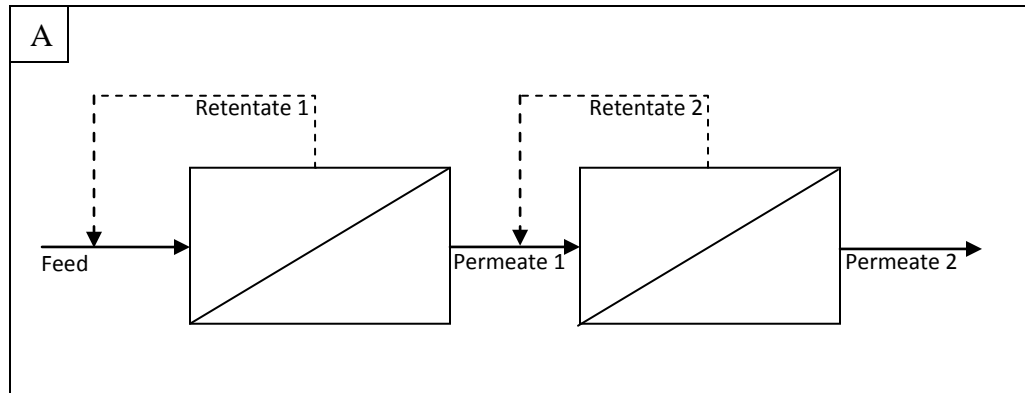 A
Retentate 1
Retentate 2
Feed
Permeate 1
Permeate 2